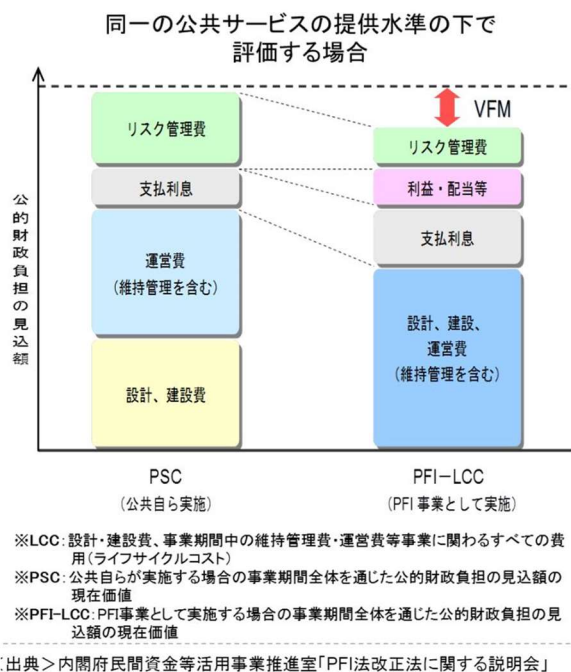 同一の公共サービスの提供水準の下で
評価する場合
公的財政負担の見込額
リスク管理費
支払利息
運営費
(維持管理を含む)
設計、建設費
VFM
リスク管理費
利益・配当等
支払利息
設計、建設、
運営費
(維持管理を含む)
PSC
(公共自ら実施)
PFI－LCC
(PFI事業として実施)
※LCC：設計・建設費、事業期間中の維持管理費・運営費等事業に関わるすべての費
用(ライフサイクルコスト)
※PSC：公共自らが実施する場合の事業期間全体を通じた公的財政負担の見込額の
現在価値
※PFI-LCC：PFI事業として実施する場合の事業期間全体を通じた公的財政負担の見
込額の現在価値
出典＞内閣府民間資金等活用事業推進室「PFI法改正法に関する説明会」